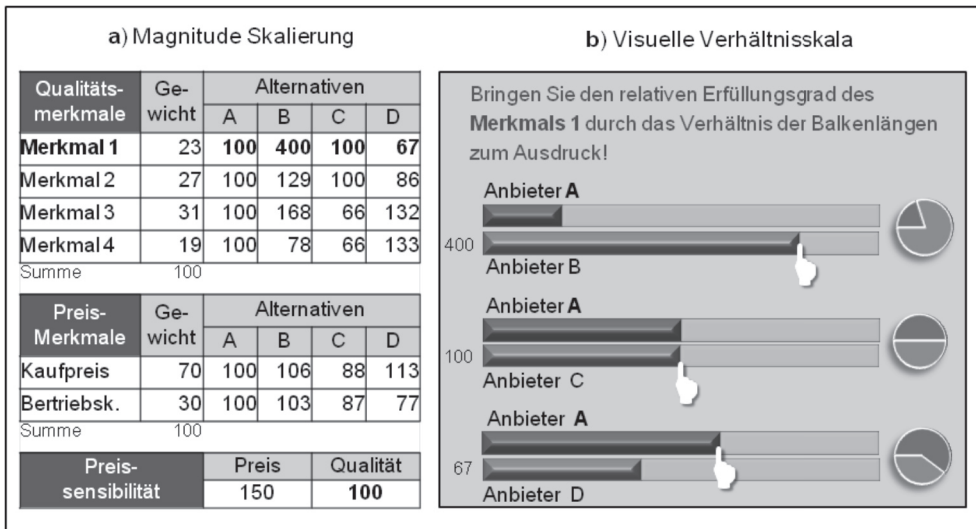 a) Magnitude Skalierung
Qualitäts- Ge- Alternativen
merkmale wicht A B C D
Merkmal 1 23 100 400 100 67
Merkmal 2 27 100 129 100 86
Merkmal 3 31 100 168 66 132
Merkmal 4 19 100 78 66 133
Summe 100
Preis- Ge- Alternativen
Merkmale wicht A B C D
Kaufpreis 70 100 106 88 113
Bertriebsk. 30 100 103 87 77
Summe 100
Preis- Preis Qualität
sensibilität 150 100
b) Visuelle Verhältnisskala
Bringen Sie den relativen Erfüllungsgrad des
Merkmals 1 durch das Verhältnis der Balkenlängen
zum Ausdruck!
Anbieter A
400
Anbieter B
Anbieter A
100
Anbieter C
Anbieter A
67
Anbieter D